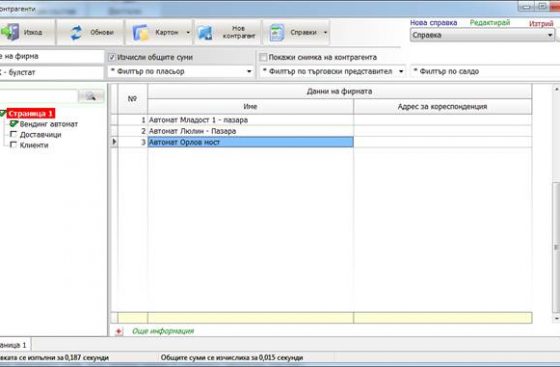 онтрагенти
Изход Обнови Картон Нов контрагент Справки
Нова справка Редактирай Изтрий
Справка
е на фирма
Изчисли общите суми
Покажи снимка на контрагента
- булстат
* Филтър по пласьор
* Филтър по търговски представител
* Филтър по салдо
Страница 1
Вендинг автомат
Доставчици
Клиенти
№ Данни на фирмата
Име Адрес за кореспонденция
1 Автомат Младост 1 - пазара
2 Автомат Люлин - Пазара
3 Автомат Орлов мост
Още информация
аница 1
вката се изпълни за 0,187 секунди
Общите суми се изчислиха за 0,015 секунди